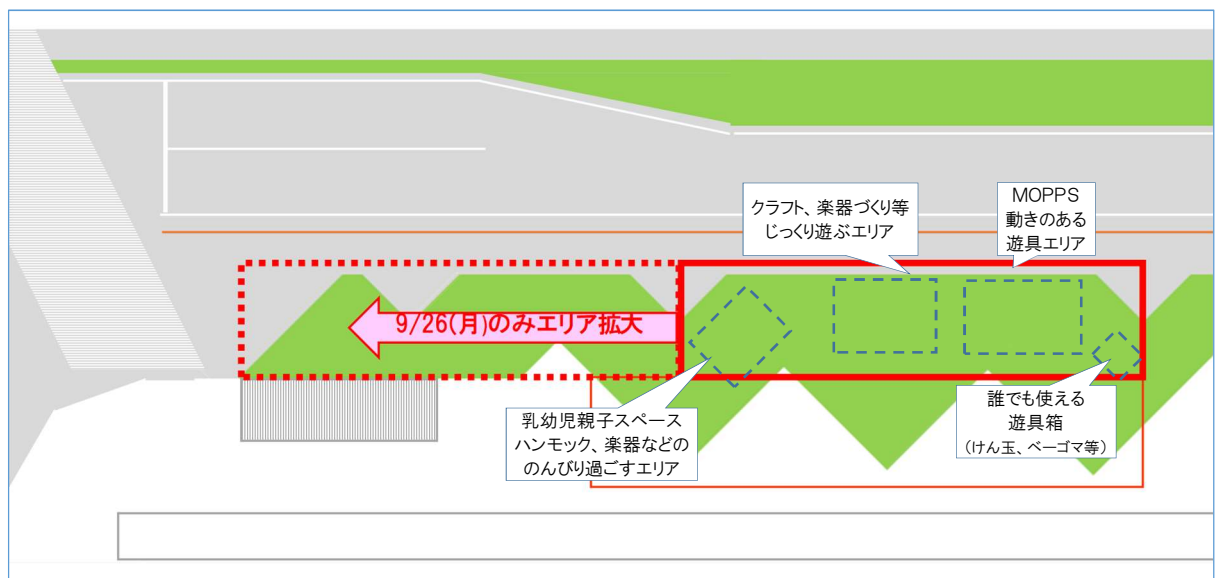 クラフト、楽器づくり等
じっくり遊ぶエリア
MOPPS
動きのある
遊具エリア
9/26(月)のみエリア拡大
乳幼児親子スペース
ハンモック、楽器などの
のんびり過ごすエリア
誰でも使える
遊具箱
(けん玉、ベーゴマ等)